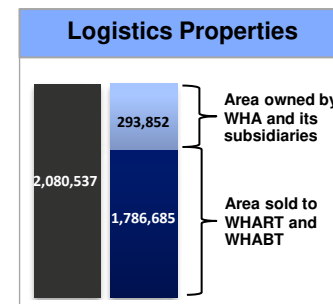 Logistics Properties
293,852
Area owned by
WHA and its
subsidiaries
2,080,537
1,786,685
Area sold to
WHART and
WHABT